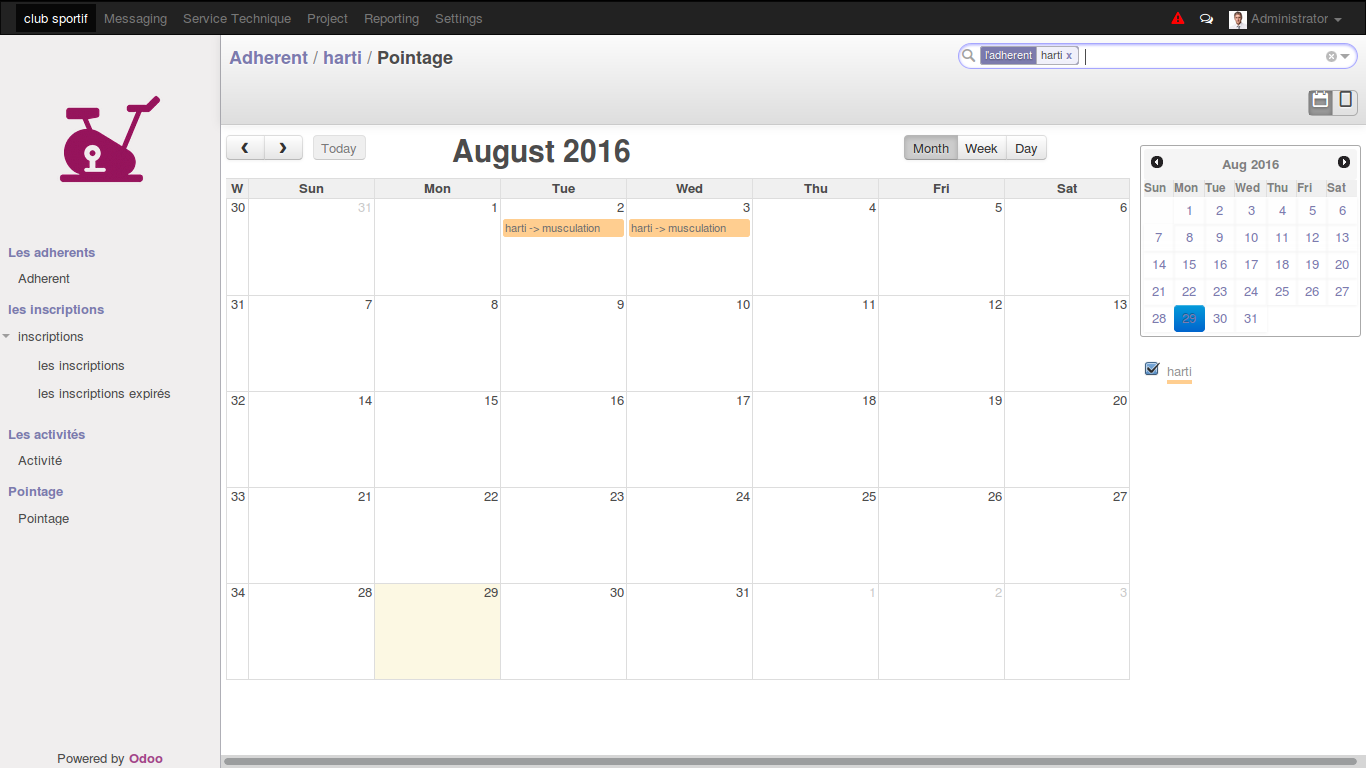 club sportif Messaging Service Technique Project Reporting Settings Administrator
Adherent / harti / Pointage
l'adherent harti x
Les adherents
Adherent
les inscriptions
inscriptions
les inscriptions
les inscriptions expirés
Les activités
Activité
Pointage
Pointage
Powered by Odoo
Today August 2016 Month Week Day
W Sun Mon Tue Wed Thu Fri Sat
30 31 1 2 3 4 5 6
harti -> musculation harti -> musculation
31 7 8 9 10 11 12 13
32 14 15 16 17 18 19 20
33 21 22 23 24 25 26 27
34 28 29 30 31 1 2 3
Aug 2016
Sun Mon Tue Wed Thu Fri Sat
1 2 3 4 5 6
7 8 9 10 11 12 13
14 15 16 17 18 19 20
21 22 23 24 25 26 27
28 29 30 31
harti